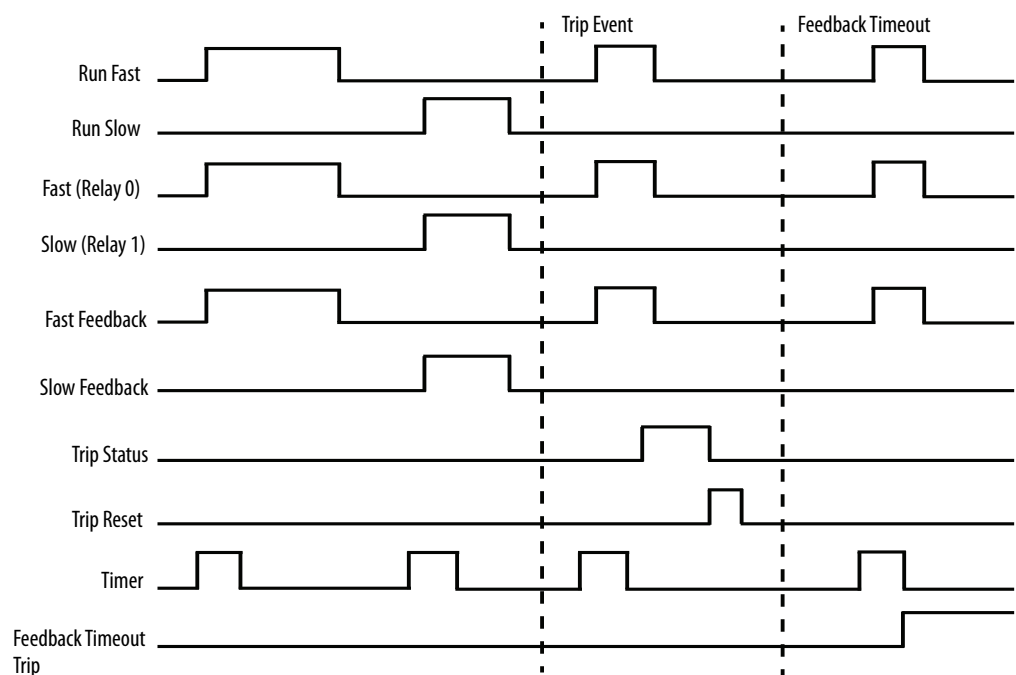 Trip Event
Feedback Timeout
Run Fast
Run Slow
Fast (Relay 0)
Slow (Relay 1)
Fast Feedback
Slow Feedback
Trip Status
Trip Reset
Timer
Feedback Timeout
Trip